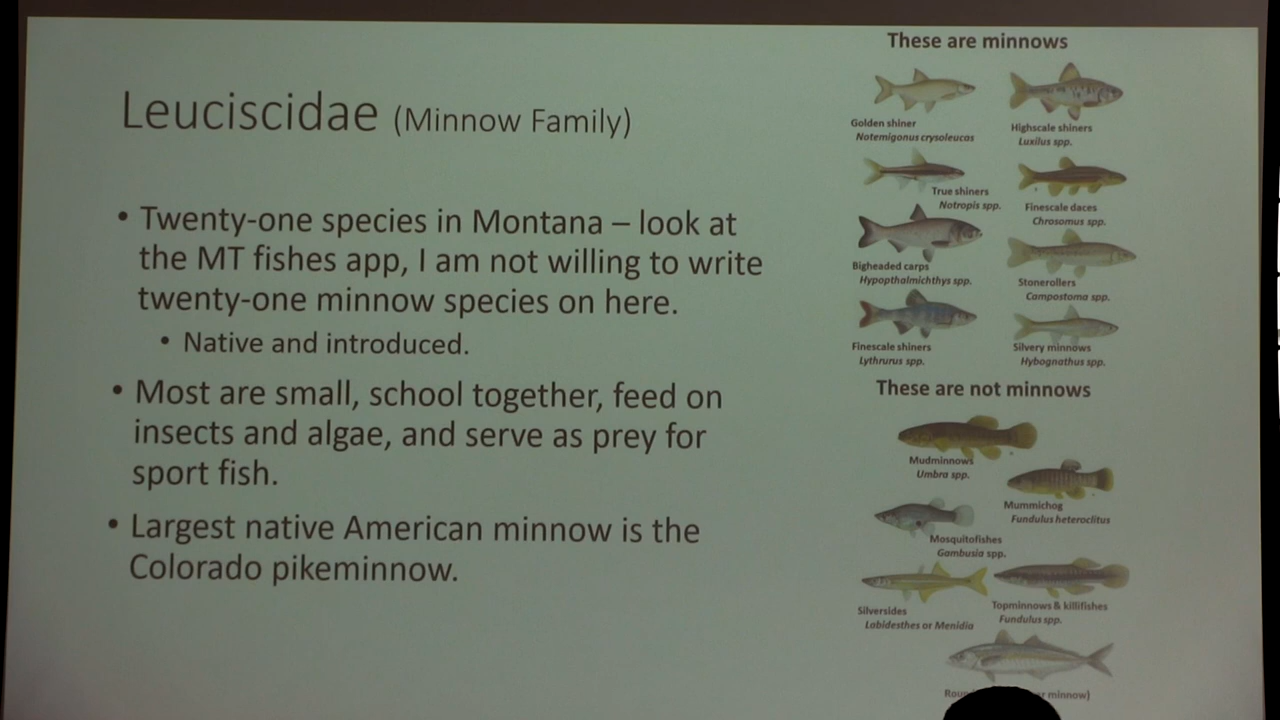 Leuciscidae (Minnow Family)
• Twenty-one species in Montana – look at
the MT fishes app, I am not willing to write
twenty-one minnow species on here.
• Native and introduced.
• Most are small, school together, feed on
insects and algae, and serve as prey for
sport fish.
• Largest native American minnow is the
Colorado pikeminnow.
These are minnows
Golden shiner
Notemigonus crysoleucas
Highscale shiners
Luxilus spp.
True shiners
Notropis spp.
Finescale daces
Chrosomus spp.
Bigheaded carps
Hypopthalmichthys spp.
Stonerollers
Campostoma spp.
Finescale shiners
Lythrurus spp.
Silvery minnows
Hybognathus spp.
These are not minnows
Mudminnows
Umbra spp.
Mummichog
Fundulus heteroclitus
Mosquitofishes
Gambusia spp.
Silversides
Labidesthes or Menidia
Topminnows & killifishes
Fundulus spp.
minnow)